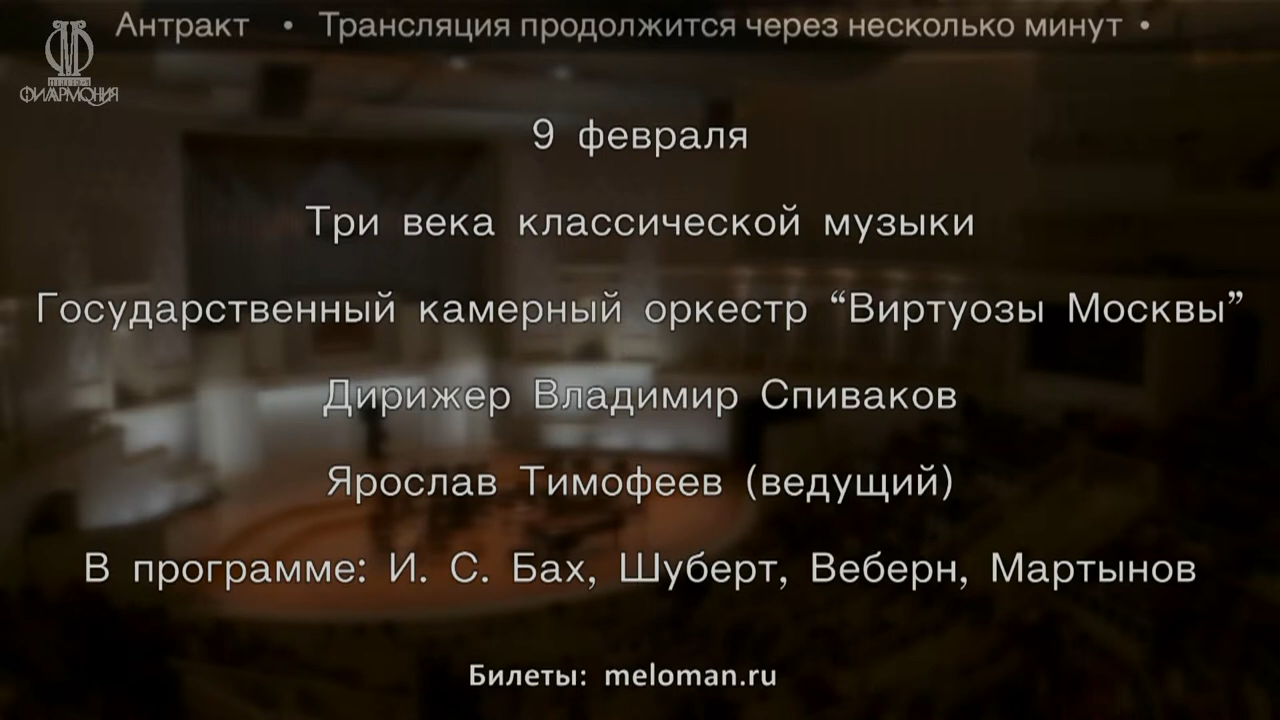 Антракт • Трансляция продолжится через несколько минут •
ФИЛАРМОНИЯ
9 февраля
Три века классической музыки
Государственный камерный оркестр “Виртуозы Москвы”
Дирижер Владимир Спиваков
Ярослав Тимофеев (ведущий)
В программе: И. С. Бах, Шуберт, Веберн, Мартынов
Билеты: meloman.ru